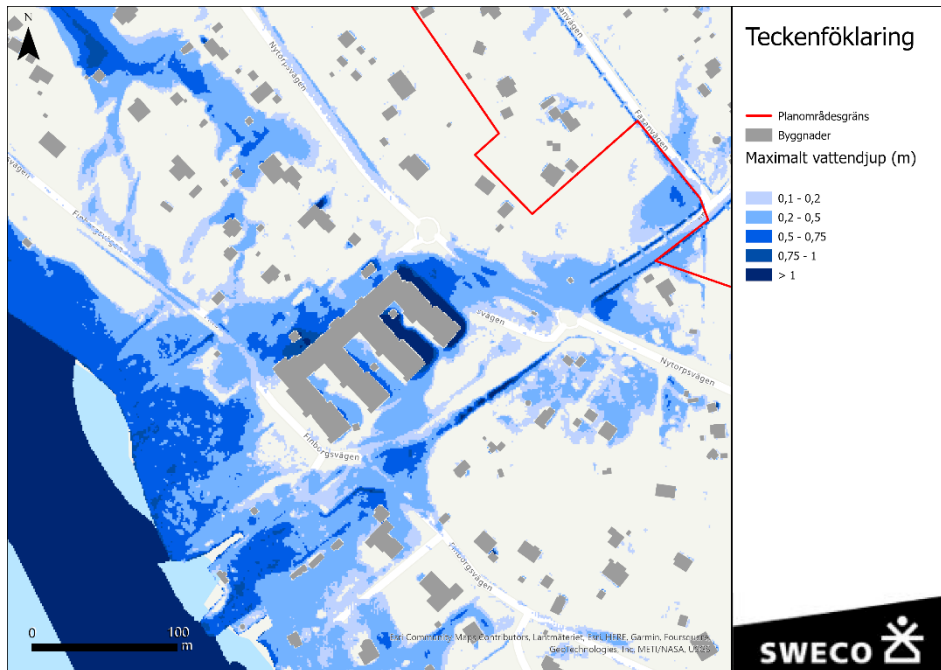 N
Nytorpsvägen
Fasanvägen
Finborgsvägen
svägen
Nytorpsvägen
Finborgsvägen
Finborgsvägen
0
100
m
Esri Community Maps Contributors, Lantmäteriet, Esri, HERE, Garmin, Foursquare,
GeoTechnologies, Inc, METI/NASA, USGS
Teckenföklaring
Planområdesgräns
Byggnader
Maximalt vattendjup (m)
0,1 - 0,2
0,2 - 0,5
0,5 - 0,75
0,75 - 1
> 1
SWECO